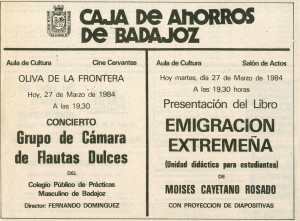 CAJA DE AHORROS
DE BADAJOZ
Aula de Cultura Cine Cervantes
OLIVA DE LA FRONTERA
Hoy, 27 de Marzo de 1984
A las 19,30
CONCIERTO
Grupo de Cámara
de Flautas Dulces
DEL
Colegio Público de Prácticas
Masculino de Badajoz
Director: FERNANDO DOMINGUEZ
Aula de Cultura Salón de Actos
Hoy martes, día 27 de Marzo de 1984
A las 19,30 horas
Presentación del Libro
EMIGRACION
EXTREMEÑA
(Unidad didáctica para estudiantes)
DE
MOISES CAYETANO ROSADO
CON PROYECCION DE DIAPOSITIVAS